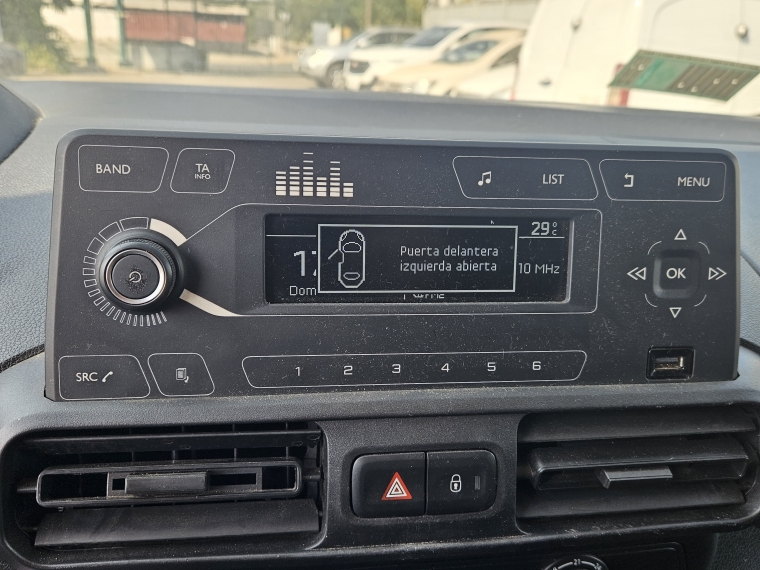 BAND
TA
INFO
LIST
MENU
29°C
Puerta delantera
izquierda abierta
17
10 MHz
Dom
OK
SRC
1 2 3 4 5 6